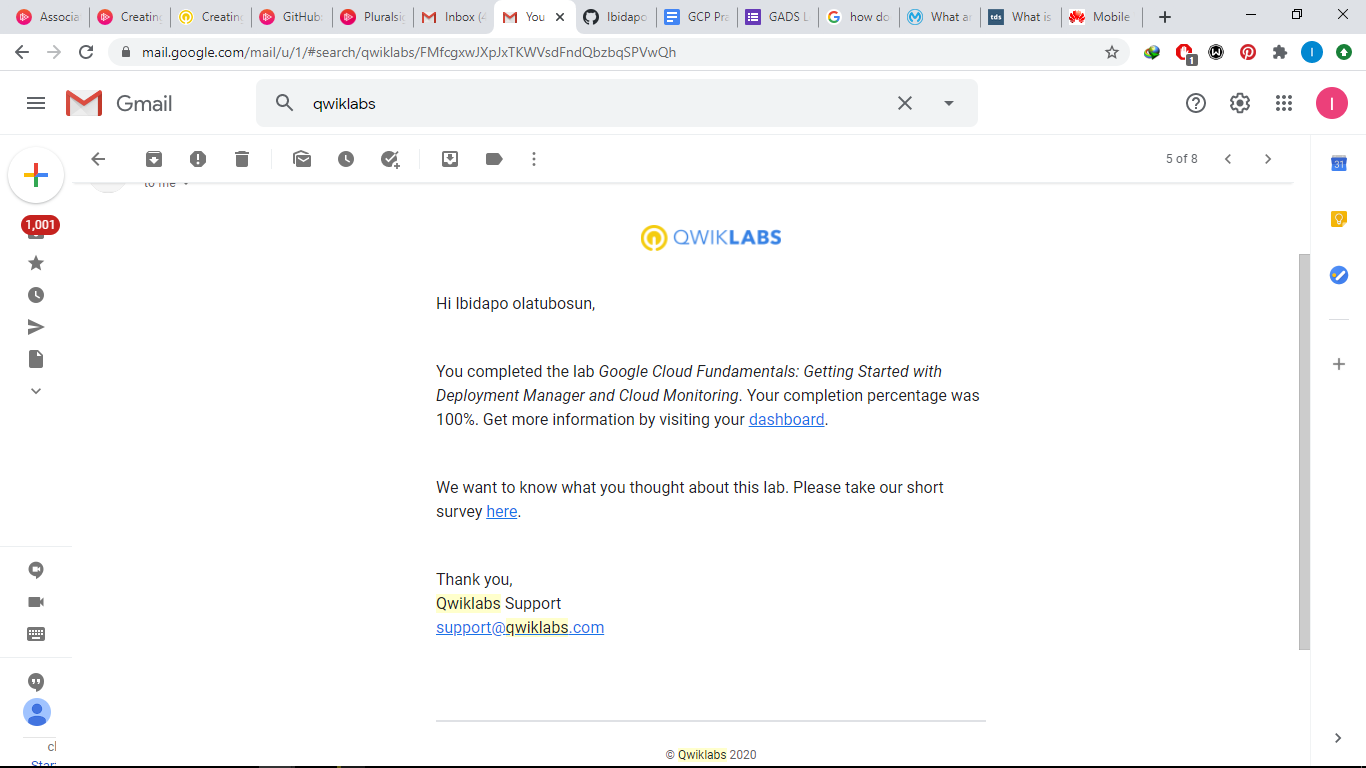 Associa
Creating
Creating
GitHub:
Pluralsi
Inbox (4
You
Ibidapo
GCP Pra
GADS L
how do
What ar
What is
Mobile
mail.google.com/mail/u/1/#search/qwiklabs/FMfcgxwJXpJxTKWVsdFndQbzbqSPVwQh
1
I
Gmail
qwiklabs
I
5 of 8
31
to me
1,001
QWIKLABS
Hi Ibidapo olatubosun,
You completed the lab Google Cloud Fundamentals: Getting Started with
Deployment Manager and Cloud Monitoring. Your completion percentage was
100%. Get more information by visiting your dashboard.
We want to know what you thought about this lab. Please take our short
survey here.
Thank you,
Qwiklabs Support
support@qwiklabs.com
© Qwiklabs 2020